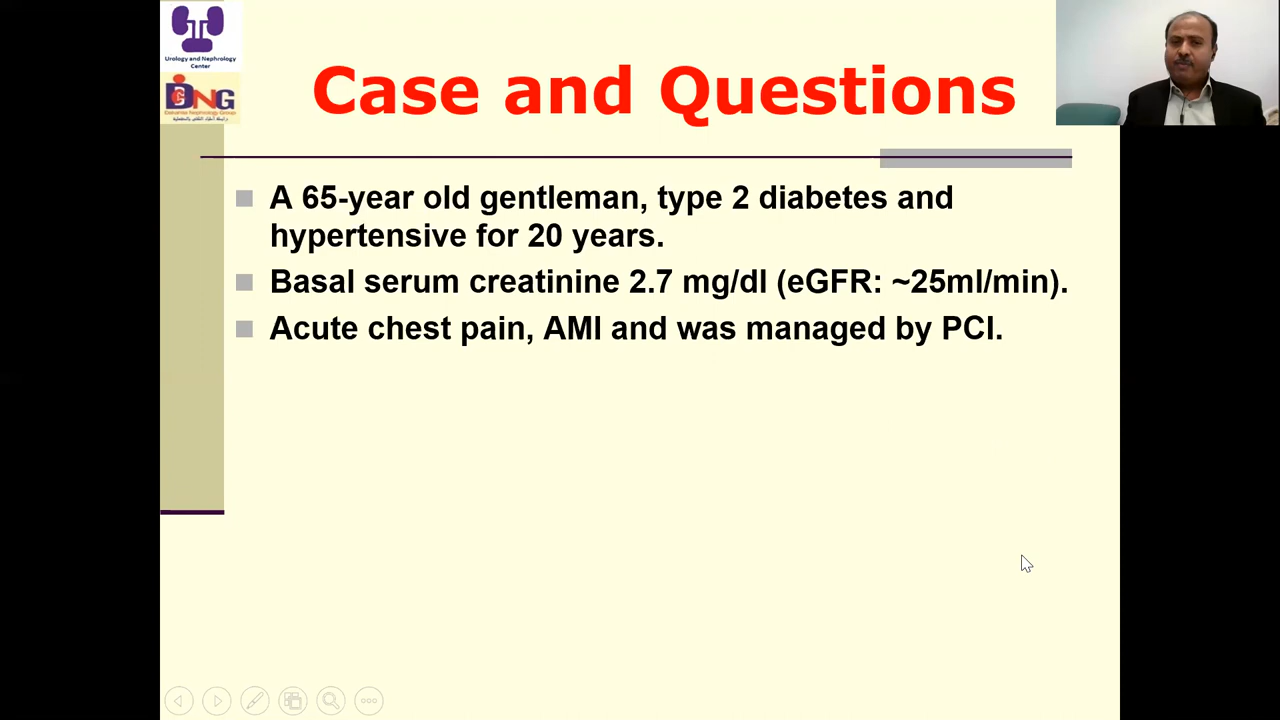 Urology and Nephrology
Center
Case and Questions
A 65-year old gentleman, type 2 diabetes and
hypertensive for 20 years.
Basal serum creatinine 2.7 mg/dl (eGFR: ~25ml/min).
Acute chest pain, AMI and was managed by PCI.